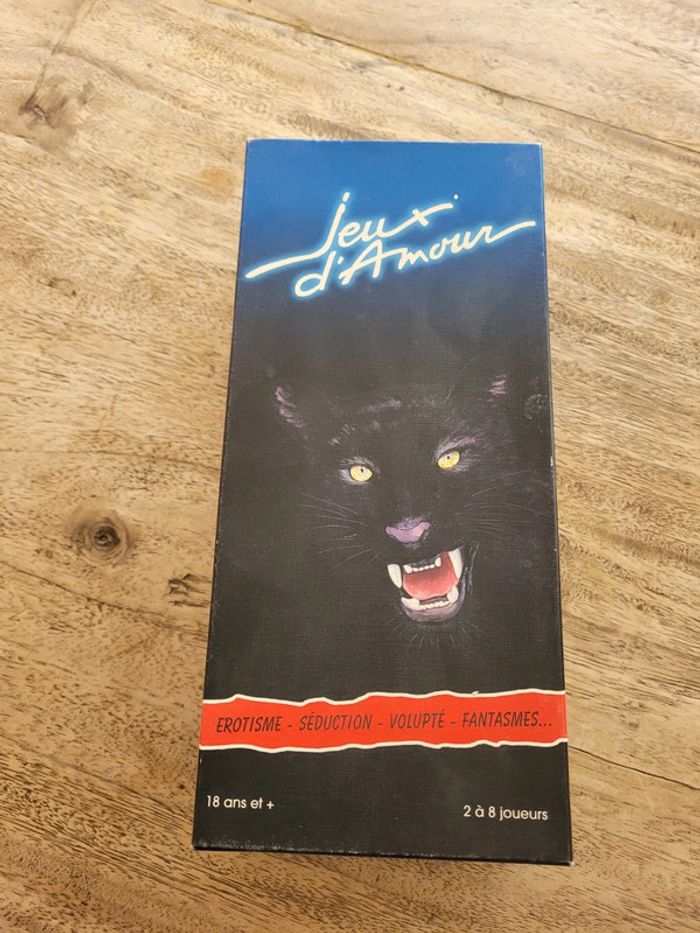 jeux
d'Amour
EROTISME - SÉDUCTION - VOLUPTÉ - FANTASMES...
18 ans et +
2 à 8 joueurs